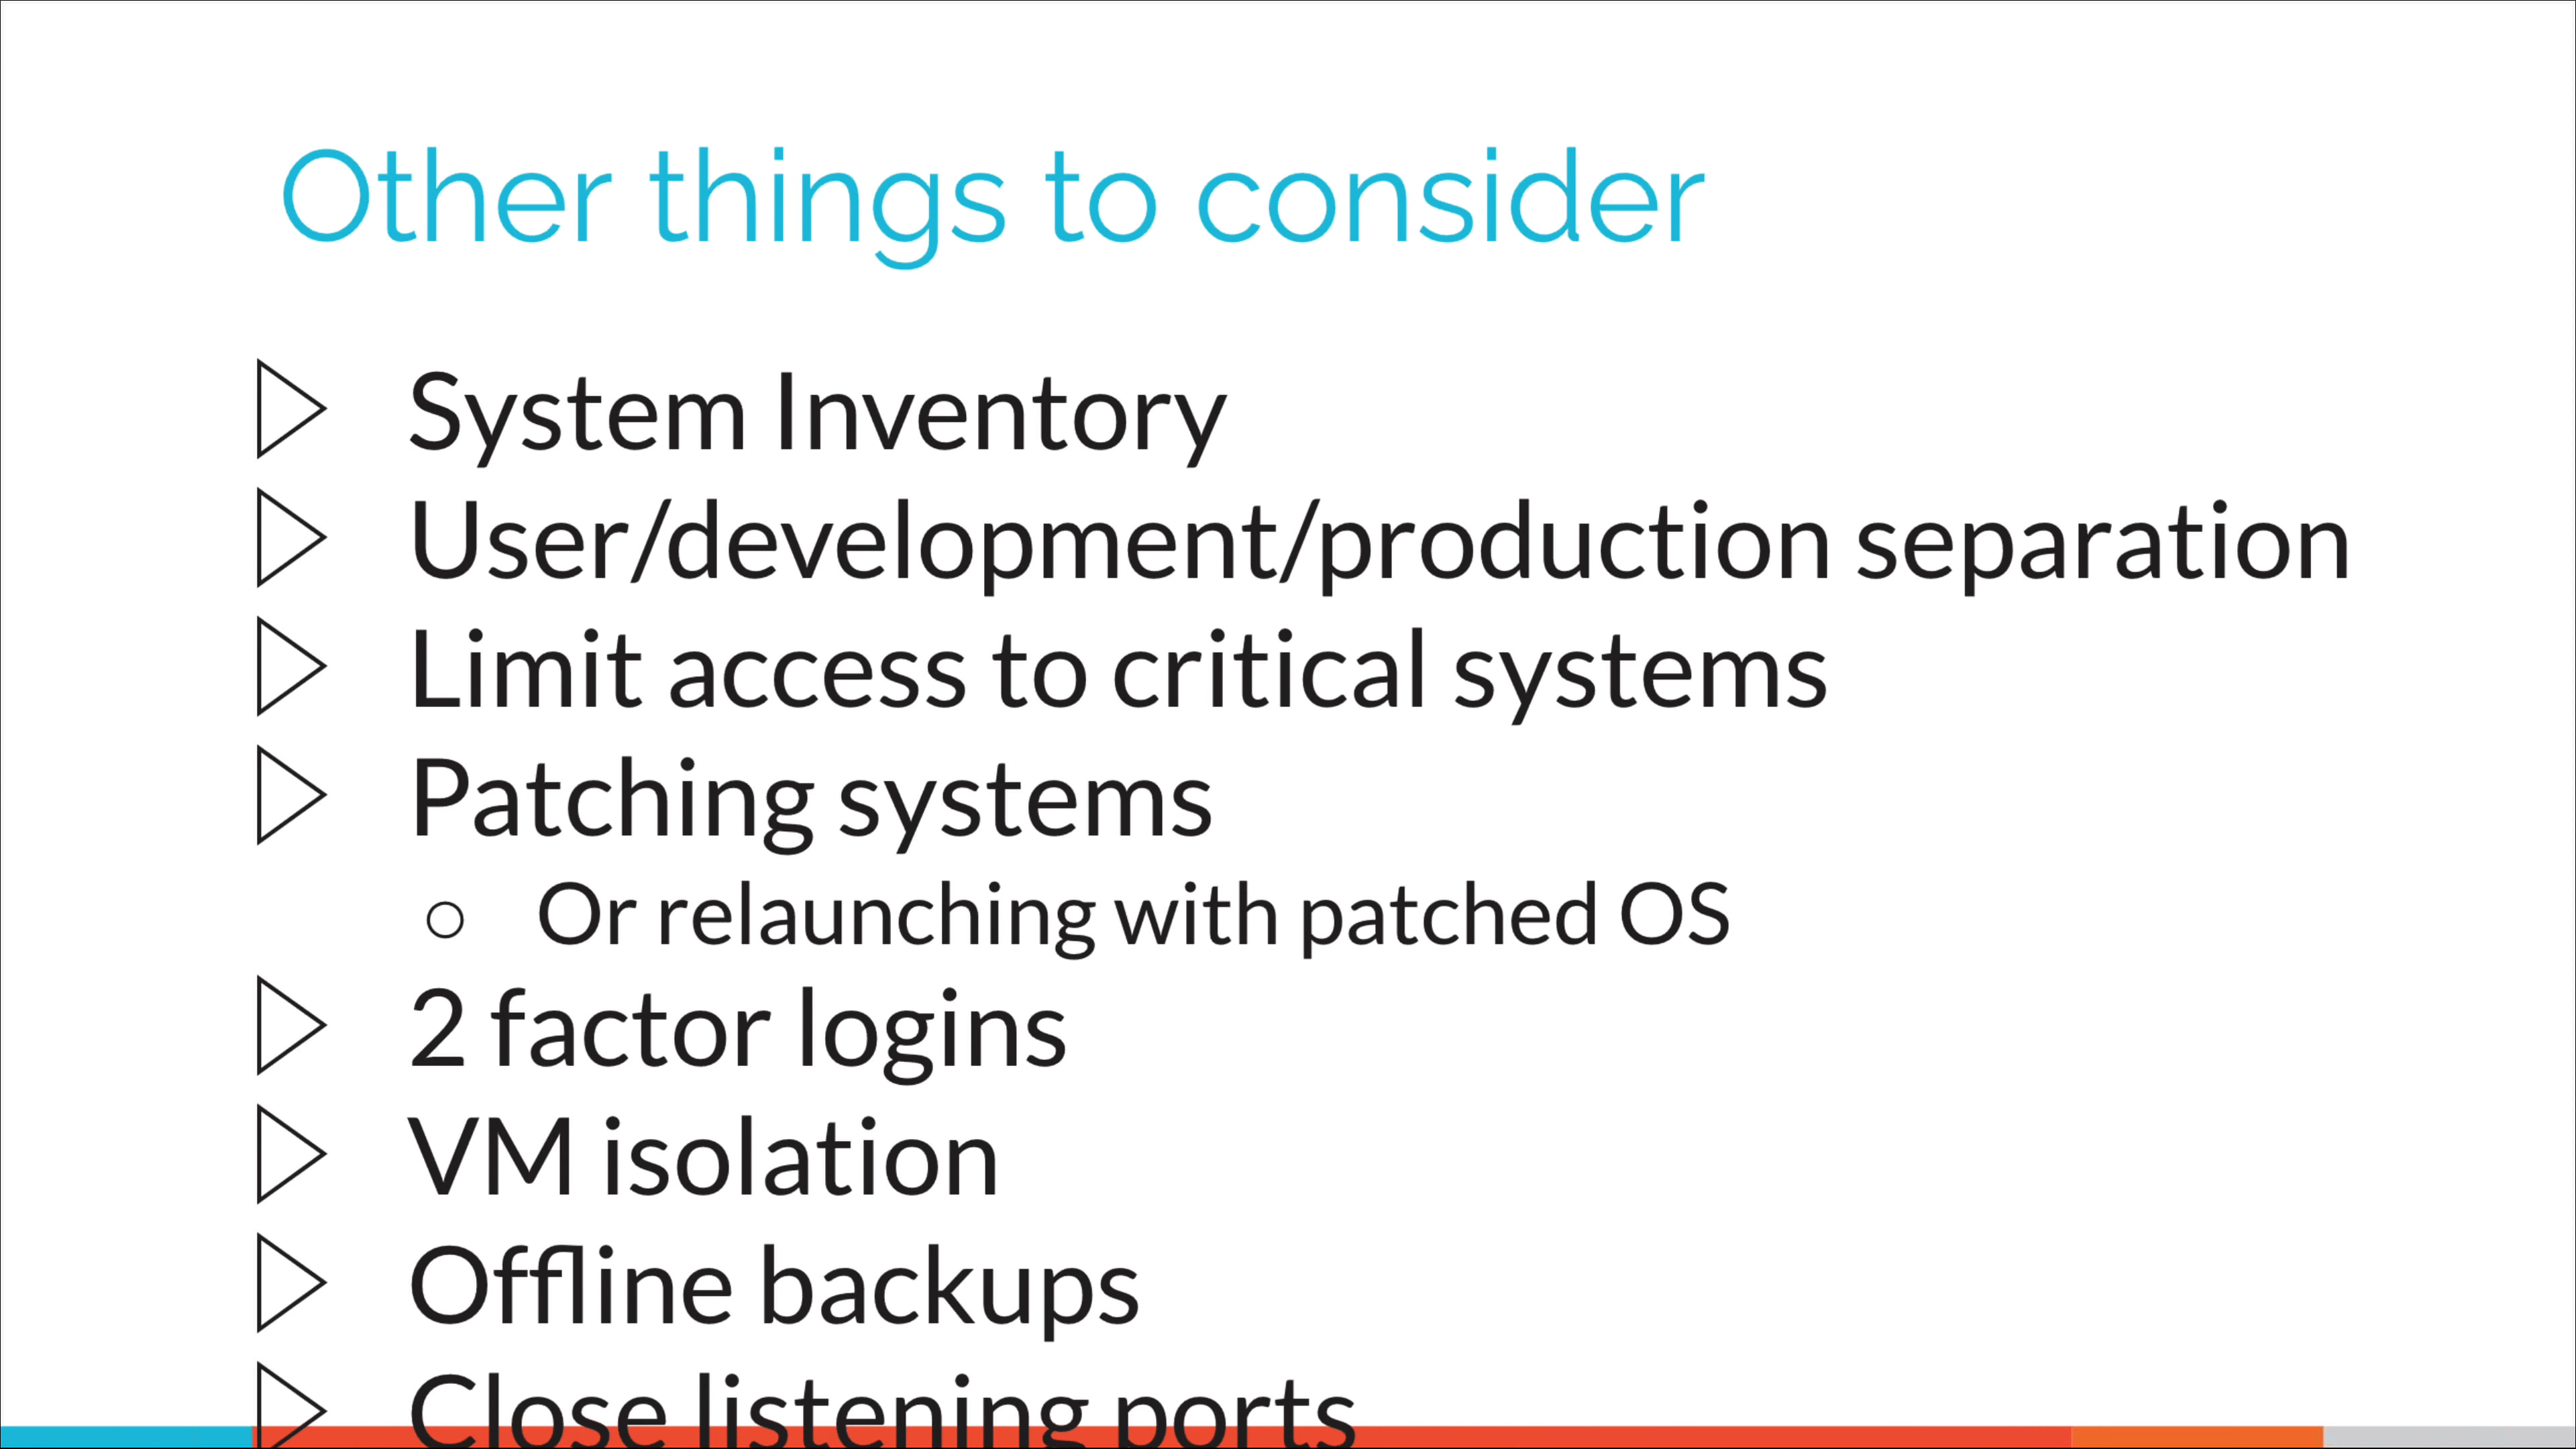 Other things to consider
System Inventory
User/development/production separation
Limit access to critical systems
Patching systems
Or relaunching with patched OS
2 factor logins
VM isolation
Offline backups
Close listening ports